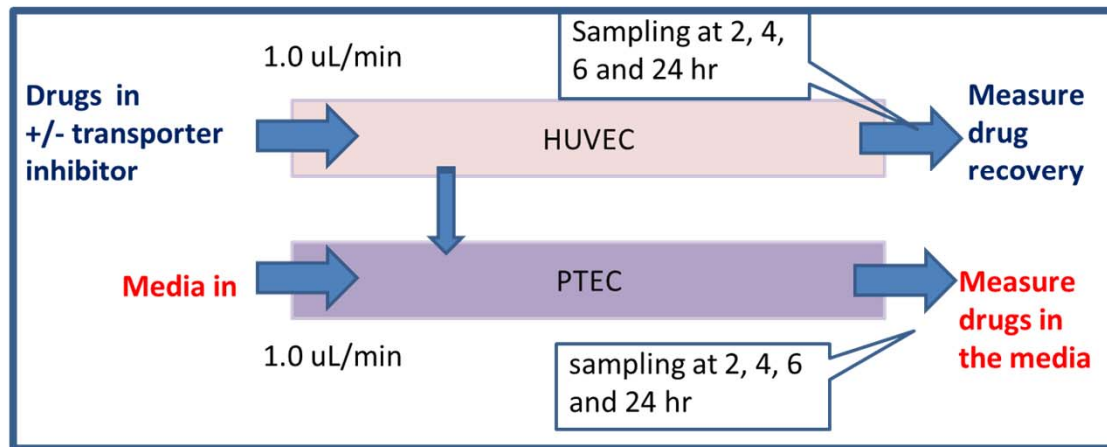 1.0 uL/min
Sampling at 2, 4,
6 and 24 hr
Drugs in
+/- transporter
inhibitor
HUVEC
Measure
drug
recovery
Media in
PTEC
Measure
drugs in
the media
1.0 uL/min
sampling at 2, 4, 6
and 24 hr